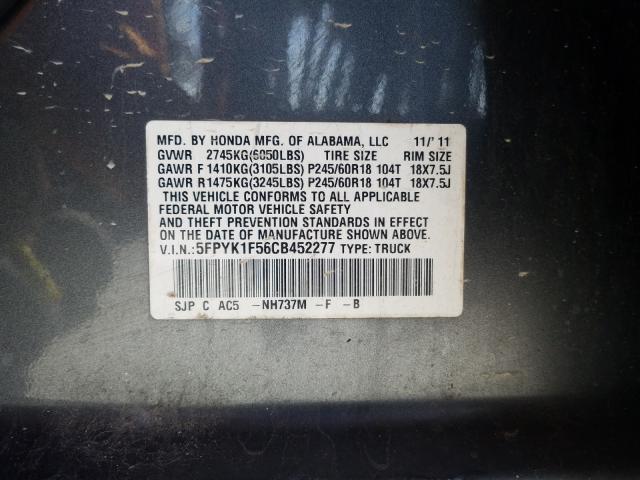 MFD. BY HONDA MFG. OF ALABAMA, LLC 11/'11
GVWR 2745KG(6050LBS) TIRE SIZE RIM SIZE
GAWR F 1410KG(3105LBS) P245/60R18 104T 18X7.5J
GAWR R1475KG(3245LBS) P245/60R18 104T 18X7.5J
THIS VEHICLE CONFORMS TO ALL APPLICABLE
FEDERAL MOTOR VEHICLE SAFETY
AND THEFT PREVENTION STANDARDS IN EFFECT
ON THE DATE OF MANUFACTURE SHOWN ABOVE.
V.I.N.: 5FPYK1F56CB452277 TYPE: TRUCK
SJP C AC5 -NH737M -F -B